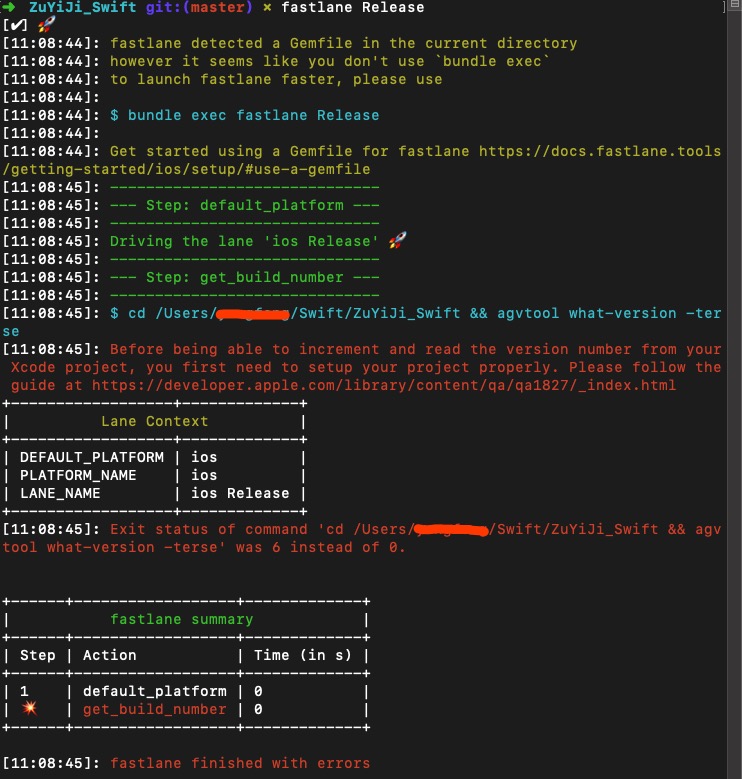 ➜ ZuYiJi_Swift git:(master) × fastlane Release
[✔] 🚀
[11:08:44]: fastlane detected a Gemfile in the current directory
[11:08:44]: however it seems like you don't use `bundle exec`
[11:08:44]: to launch fastlane faster, please use
[11:08:44]:
[11:08:44]: $ bundle exec fastlane Release
[11:08:44]:
[11:08:44]: Get started using a Gemfile for fastlane https://docs.fastlane.tools
/getting-started/ios/setup/#use-a-gemfile
[11:08:45]: ------------------------------
[11:08:45]: --- Step: default_platform ---
[11:08:45]: ------------------------------
[11:08:45]: Driving the lane 'ios Release' 🚀
[11:08:45]: ------------------------------
[11:08:45]: --- Step: get_build_number ---
[11:08:45]: ------------------------------
[11:08:45]: $ cd /Users/ /Swift/ZuYiJi_Swift && agvtool what-version -ter
se
[11:08:45]: Before being able to increment and read the version number from your
Xcode project, you first need to setup your project properly. Please follow the
guide at https://developer.apple.com/library/content/qa/qa1827/_index.html
+------------------+-------------+
| Lane Context |
+------------------+-------------+
| DEFAULT_PLATFORM | ios |
| PLATFORM_NAME | ios |
| LANE_NAME | ios Release |
+------------------+-------------+
[11:08:45]: Exit status of command 'cd /Users/ /Swift/ZuYiJi_Swift && agv
tool what-version -terse' was 6 instead of 0.
+------+------------------+-------------+
| fastlane summary |
+------+------------------+-------------+
| Step | Action | Time (in s) |
+------+------------------+-------------+
| 1 | default_platform | 0 |
| 💥 | get_build_number | 0 |
+------+------------------+-------------+
[11:08:45]: fastlane finished with errors